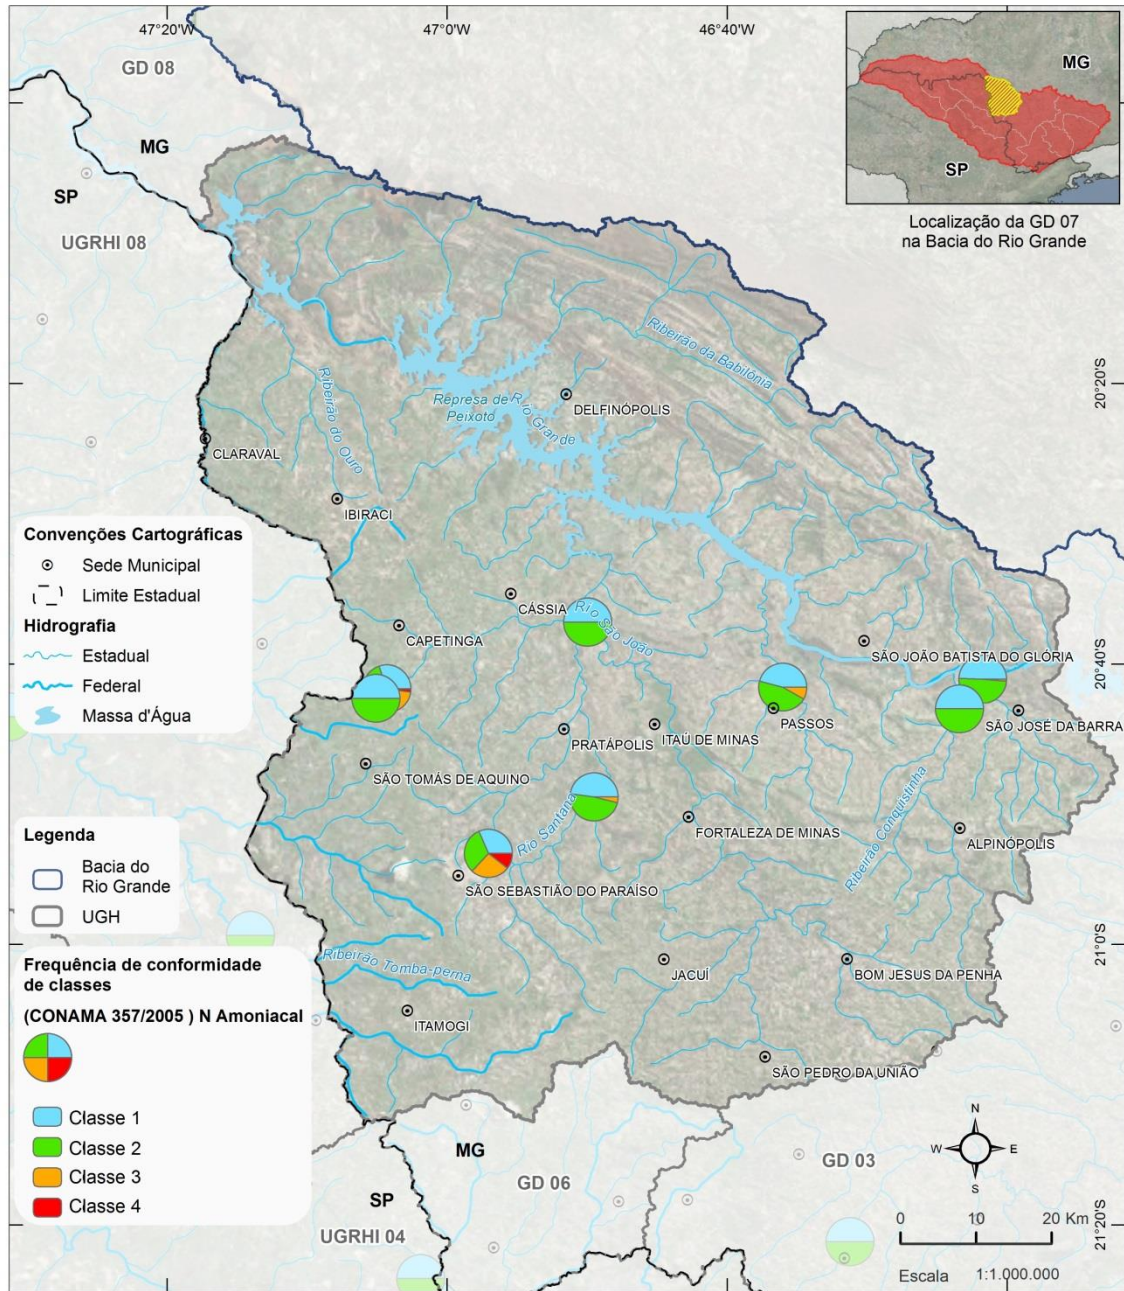 47°20'W
47°0'W
46°40'W
GD 08
MG
SP
UGRHI 08
MG
SP
Localização da GD 07
na Bacia do Rio Grande
Ribeirão da Babilônia
20°20'S
Ribeirão do Ouro
Represa de
Peixoto
Rio Grande
DELFINÓPOLIS
CLARAVAL
IBIRACI
Convenções Cartográficas
Sede Municipal
Limite Estadual
Hidrografia
Estadual
Federal
Massa d'Água
CÁSSIA
Rio São João
CAPETINGA
SÃO JOÃO BATISTA DO GLÓRIA
20°40'S
PASSOS
SÃO JOSÉ DA BARRA
PRATÁPOLIS
ITAÚ DE MINAS
SÃO TOMÁS DE AQUINO
Rio Santana
FORTALEZA DE MINAS
Ribeirão Conquistinha
ALPINÓPOLIS
Legenda
Bacia do
Rio Grande
UGH
SÃO SEBASTIÃO DO PARAÍSO
21°0'S
Ribeirão Tomba-perna
JACUÍ
BOM JESUS DA PENHA
ITAMOGI
SÃO PEDRO DA UNIÃO
Frequência de conformidade
de classes
(CONAMA 357/2005 ) N Amoniacal
Classe 1
Classe 2
Classe 3
Classe 4
MG
SP
UGRHI 04
GD 06
GD 03
N
W
E
S
0 10 20 Km
21°20'S
Escala 1:1.000.000